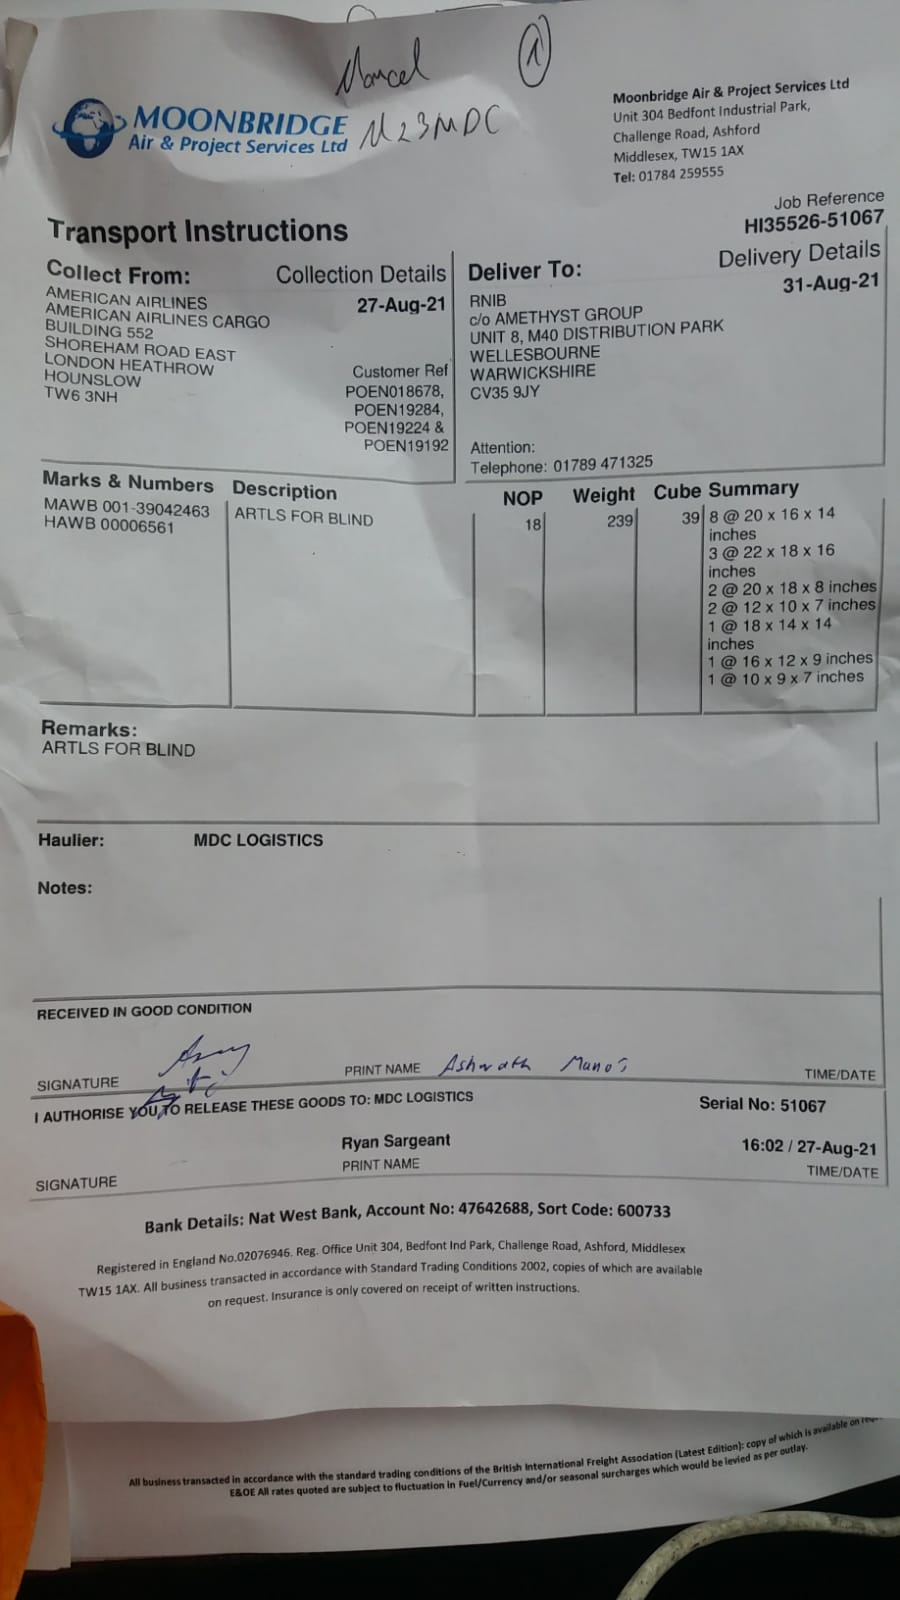 Marcel 1
MOONBRIDGE
Air & Project Services Ltd
M23MDC
Moonbridge Air & Project Services Ltd
Unit 304 Bedfont Industrial Park,
Challenge Road, Ashford
Middlesex, TW15 1AX
Tel: 01784 259555
Job Reference
HI35526-51067
Transport Instructions
Collect From: Collection Details
27-Aug-21
AMERICAN AIRLINES
AMERICAN AIRLINES CARGO
BUILDING 552
SHOREHAM ROAD EAST
LONDON HEATHROW
HOUNSLOW
TW6 3NH
Customer Ref
POEN018678,
POEN19284,
POEN19224 &
POEN19192
Deliver To: Delivery Details
31-Aug-21
RNIB
c/o AMETHYST GROUP
UNIT 8, M40 DISTRIBUTION PARK
WELLESBOURNE
WARWICKSHIRE
CV35 9JY
Attention:
Telephone: 01789 471325
Marks & Numbers Description NOP Weight Cube Summary
MAWB 001-39042463 ARTLS FOR BLIND 18 239 39 8 @ 20 x 16 x 14
HAWB 00006561 inches
3 @ 22 x 18 x 16
inches
2 @ 20 x 18 x 8 inches
2 @ 12 x 10 x 7 inches
1 @ 18 x 14 x 14
inches
1 @ 16 x 12 x 9 inches
1 @ 10 x 9 x 7 inches
Remarks:
ARTLS FOR BLIND
Haulier: MDC LOGISTICS
Notes:
RECEIVED IN GOOD CONDITION
SIGNATURE PRINT NAME Ashwath TIME/DATE
I AUTHORISE YOU TO RELEASE THESE GOODS TO: MDC LOGISTICS Serial No: 51067
Ryan Sargeant 16:02 / 27-Aug-21
SIGNATURE PRINT NAME TIME/DATE
Bank Details: Nat West Bank, Account No: 47642688, Sort Code: 600733
Registered in England No.02076946. Reg. Office Unit 304, Bedfont Ind Park, Challenge Road, Ashford, Middlesex
TW15 1AX. All business transacted in accordance with Standard Trading Conditions 2002, copies of which are available
on request. Insurance is only covered on receipt of written instructions.
All business transacted in accordance with the standard trading conditions of the British International Freight Association (Latest Edition): copy of which is available on
E&OE All rates quoted are subject to fluctuation in Fuel/Currency and/or seasonal surcharges which would be levied as per outlay.